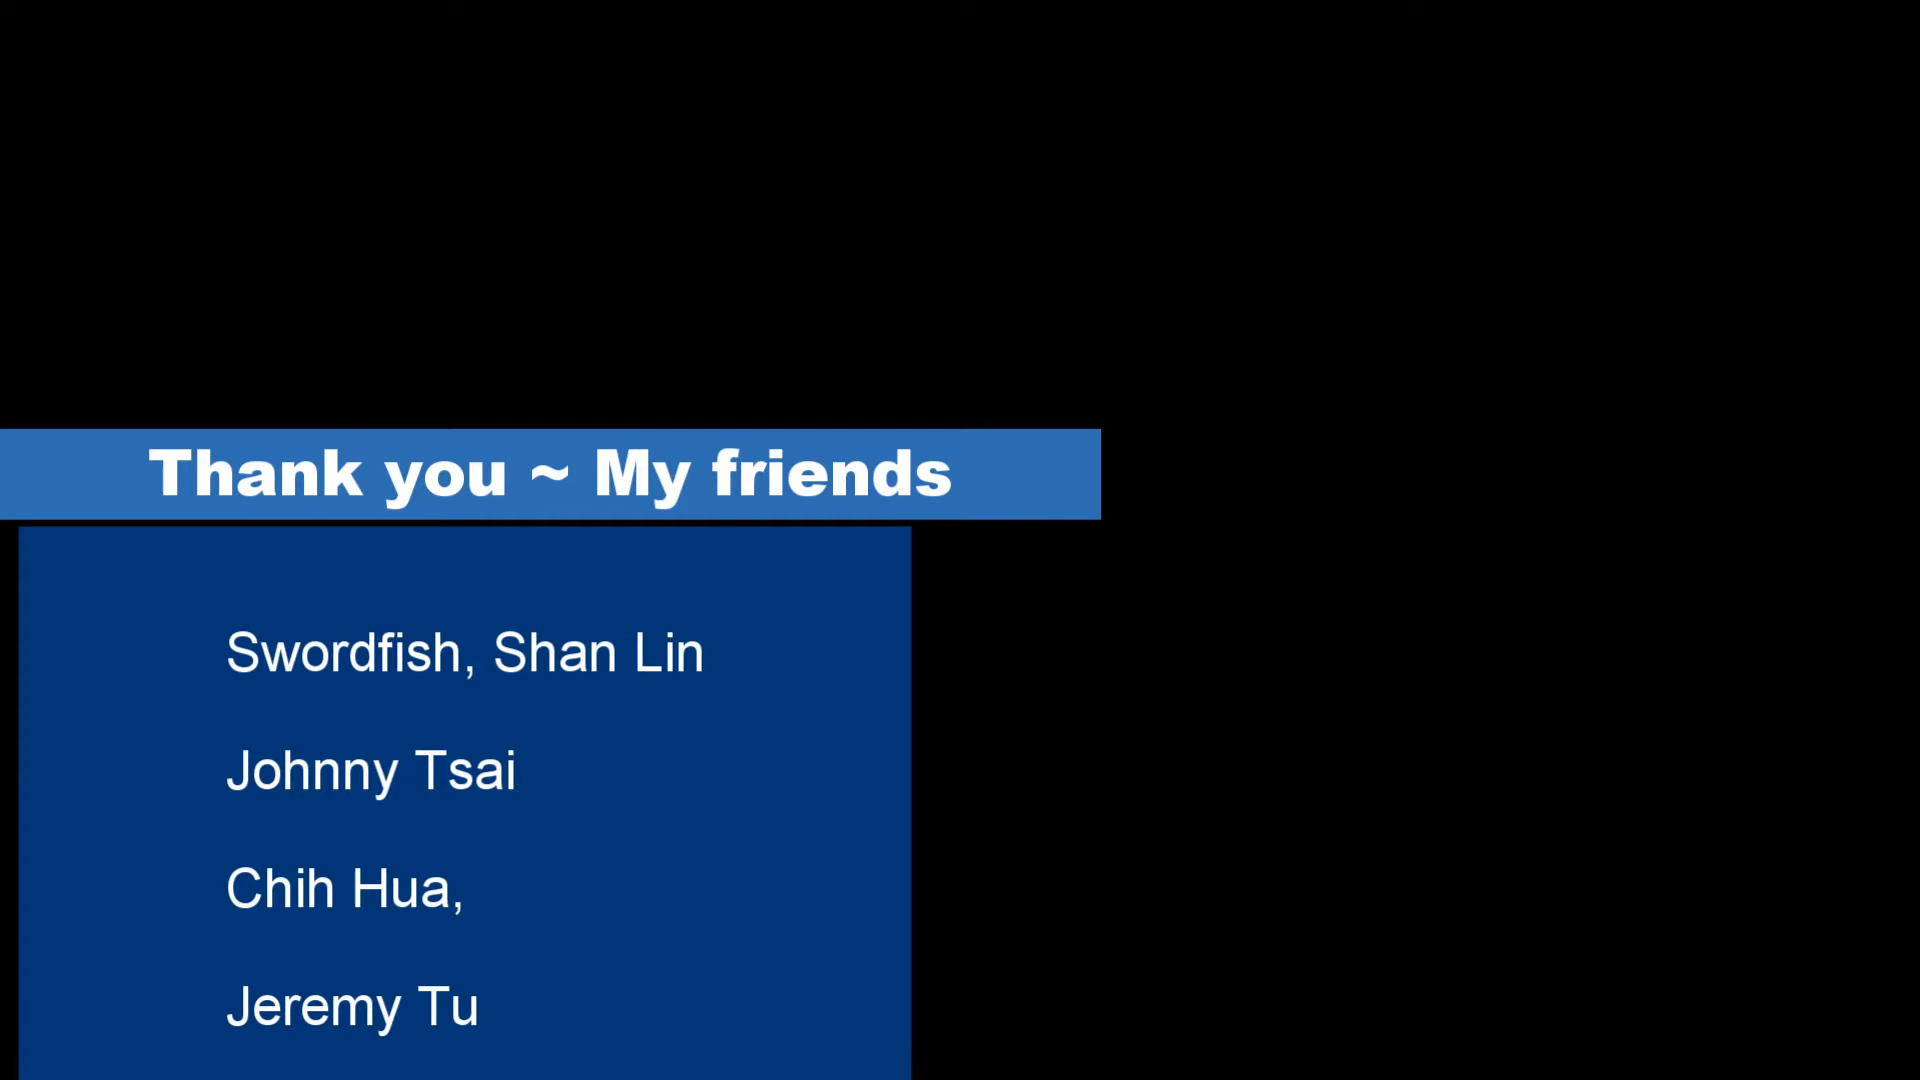 Thank you ~ My friends
Swordfish, Shan Lin
Johnny Tsai
Chih Hua,
Jeremy Tu